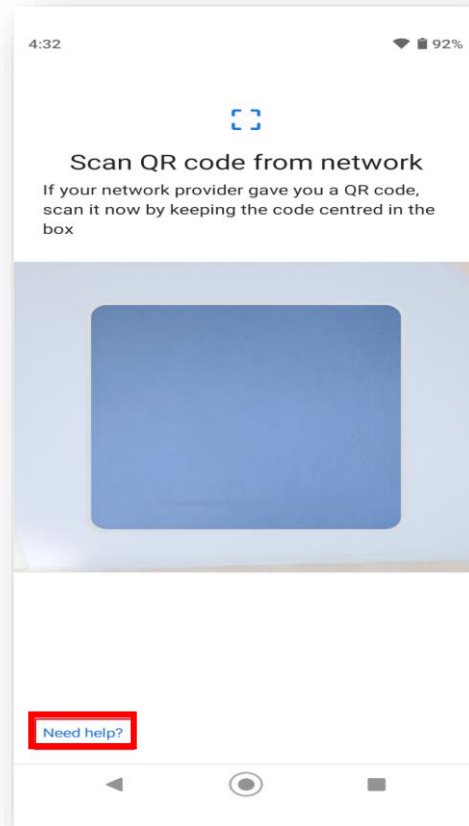 4:32
92%
Scan QR code from network
If your network provider gave you a QR code,
scan it now by keeping the code centred in the
box
Need help?